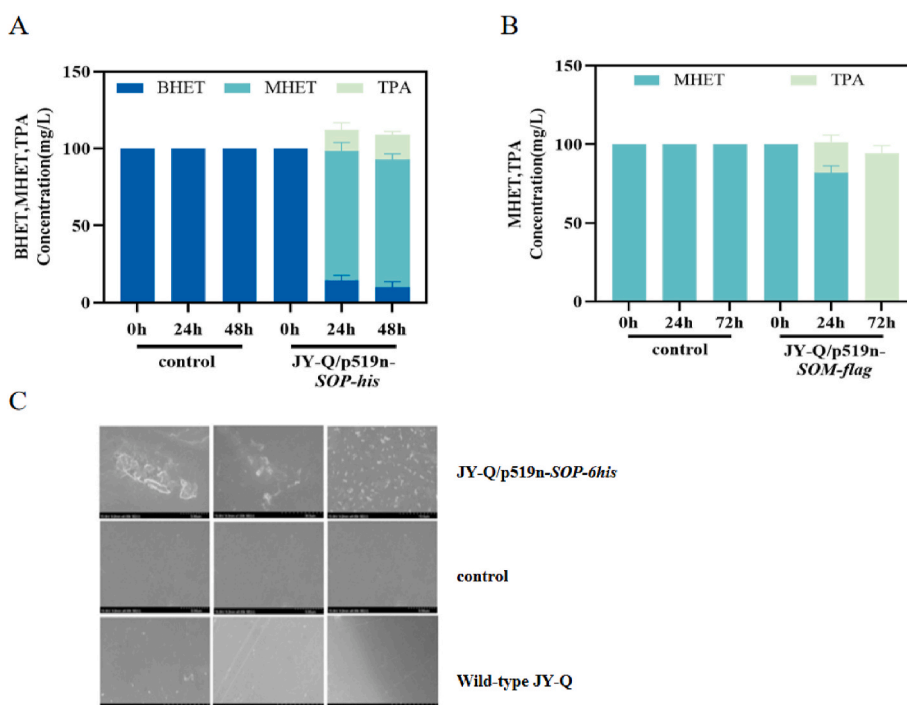 A
150
100
50
0
BHET,MHET,TPA
Concentration(mg/L)
BHET MHET TPA
0h 24h 48h 0h 24h 48h
control JY-Q/p519n-
SOP-his
B
150
100
50
0
MHET,TPA
Concentration(mg/L)
MHET TPA
0h 24h 72h 0h 24h 72h
control JY-Q/p519n-
SOM-flag
C
JY-Q/p519n-SOP-6his
control
Wild-type JY-Q